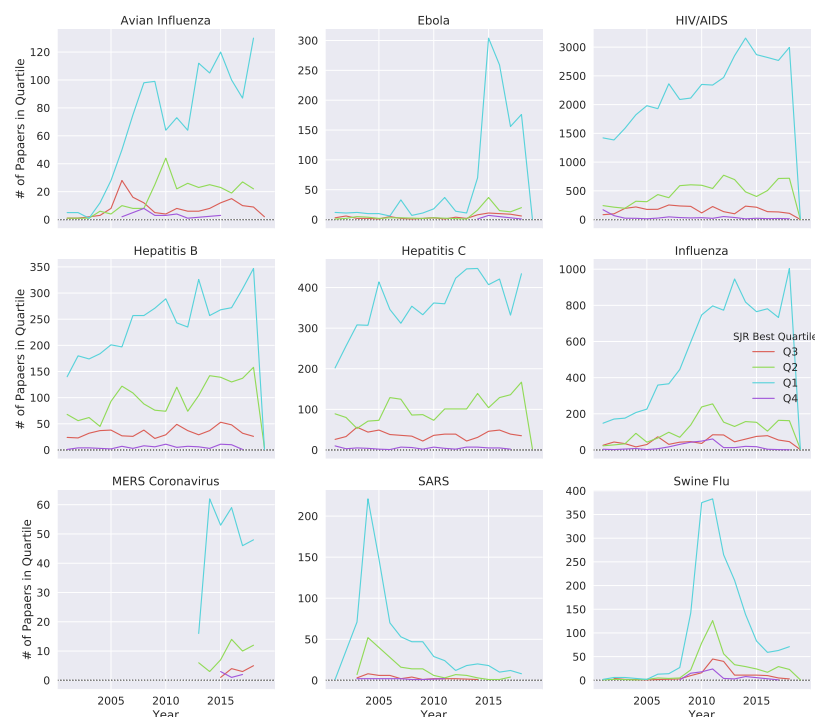 Avian Influenza
Ebola
HIV/AIDS
# of Papaers in Quartile
120
100
80
60
40
20
0
300
250
200
150
100
50
0
3000
2500
2000
1500
1000
500
0
Hepatitis B
Hepatitis C
Influenza
# of Papaers in Quartile
350
300
250
200
150
100
50
0
400
300
200
100
0
1000
800
600
400
200
0
SJR Best Quartile
Q3
Q2
Q1
Q4
MERS Coronavirus
SARS
Swine Flu
# of Papaers in Quartile
60
50
40
30
20
10
0
200
150
100
50
0
400
350
300
250
200
150
100
50
0
2005 2010 2015
2005 2010 2015
2005 2010 2015
Year
Year
Year